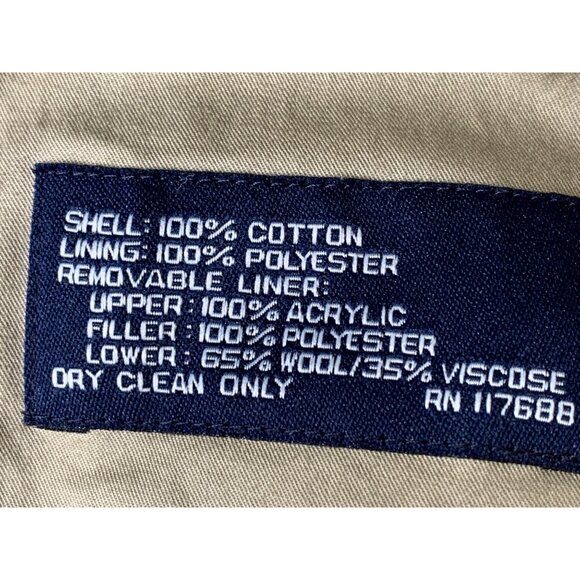 SHELL: 100% COTTON
LINING: 100% POLYESTER
REMOVABLE LINER:
UPPER: 100% ACRYLIC
FILLER: 100% POLYESTER
LOWER: 65% WOOL/35% VISCOSE
DRY CLEAN ONLY RN 117688